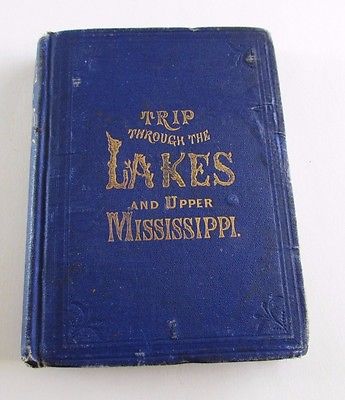 TRIP
THROUGH THE
LAKES
AND UPPER
MISSISSIPPI.